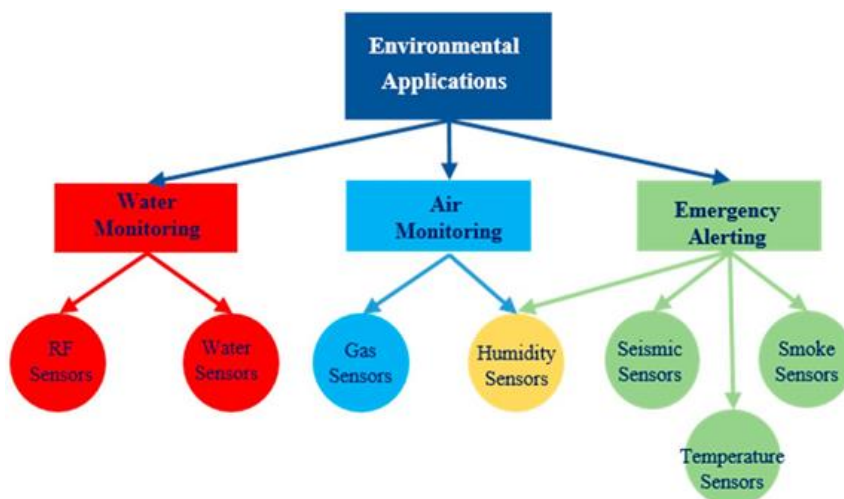 Environmental
Applications
Water
Monitoring
Air
Monitoring
Emergency
Alerting
RF
Sensors
Water
Sensors
Gas
Sensors
Humidity
Sensors
Seismic
Sensors
Smoke
Sensors
Temperature
Sensors